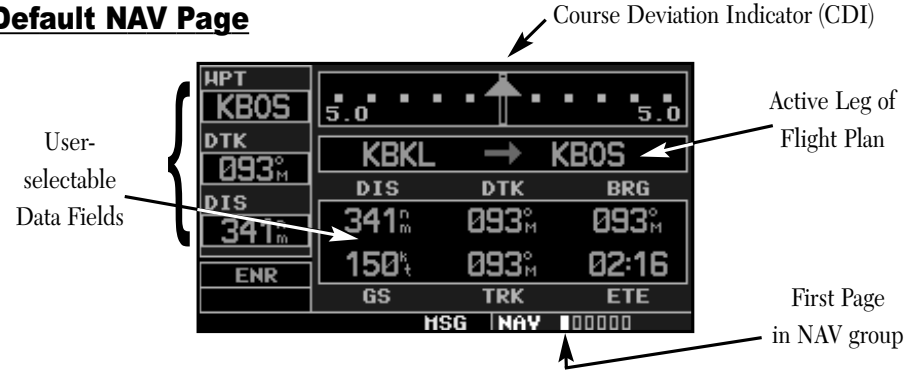 Default NAV Page
Course Deviation Indicator (CDI)
User-
selectable
Data Fields
WPT
KBOS
DTK
093°M
DIS
341nm
ENR
5.0 5.0
KBKL → KBOS
DIS DTK BRG
341nm 093°M 093°M
150kt 093°M 02:16
GS TRK ETE
MSG NAV
Active Leg of
Flight Plan
First Page
in NAV group